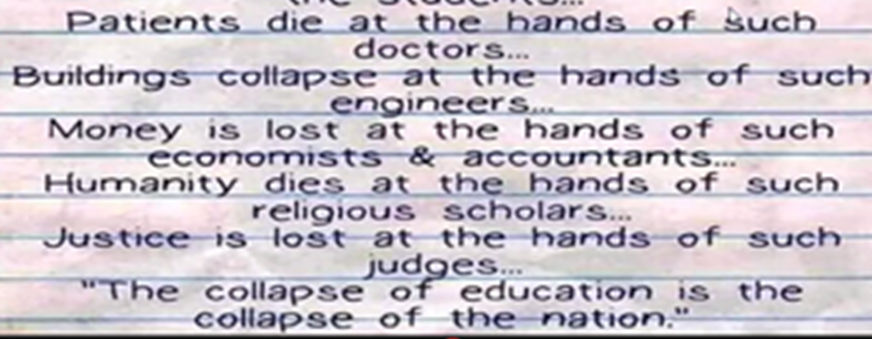 the students...
Patients die at the hands of such
doctors...
Buildings collapse at the hands of such
engineers...
Money is lost at the hands of such
economists & accountants...
Humanity dies at the hands of such
religious scholars...
Justice is lost at the hands of such
judges...
"The collapse of education is the
collapse of the nation."